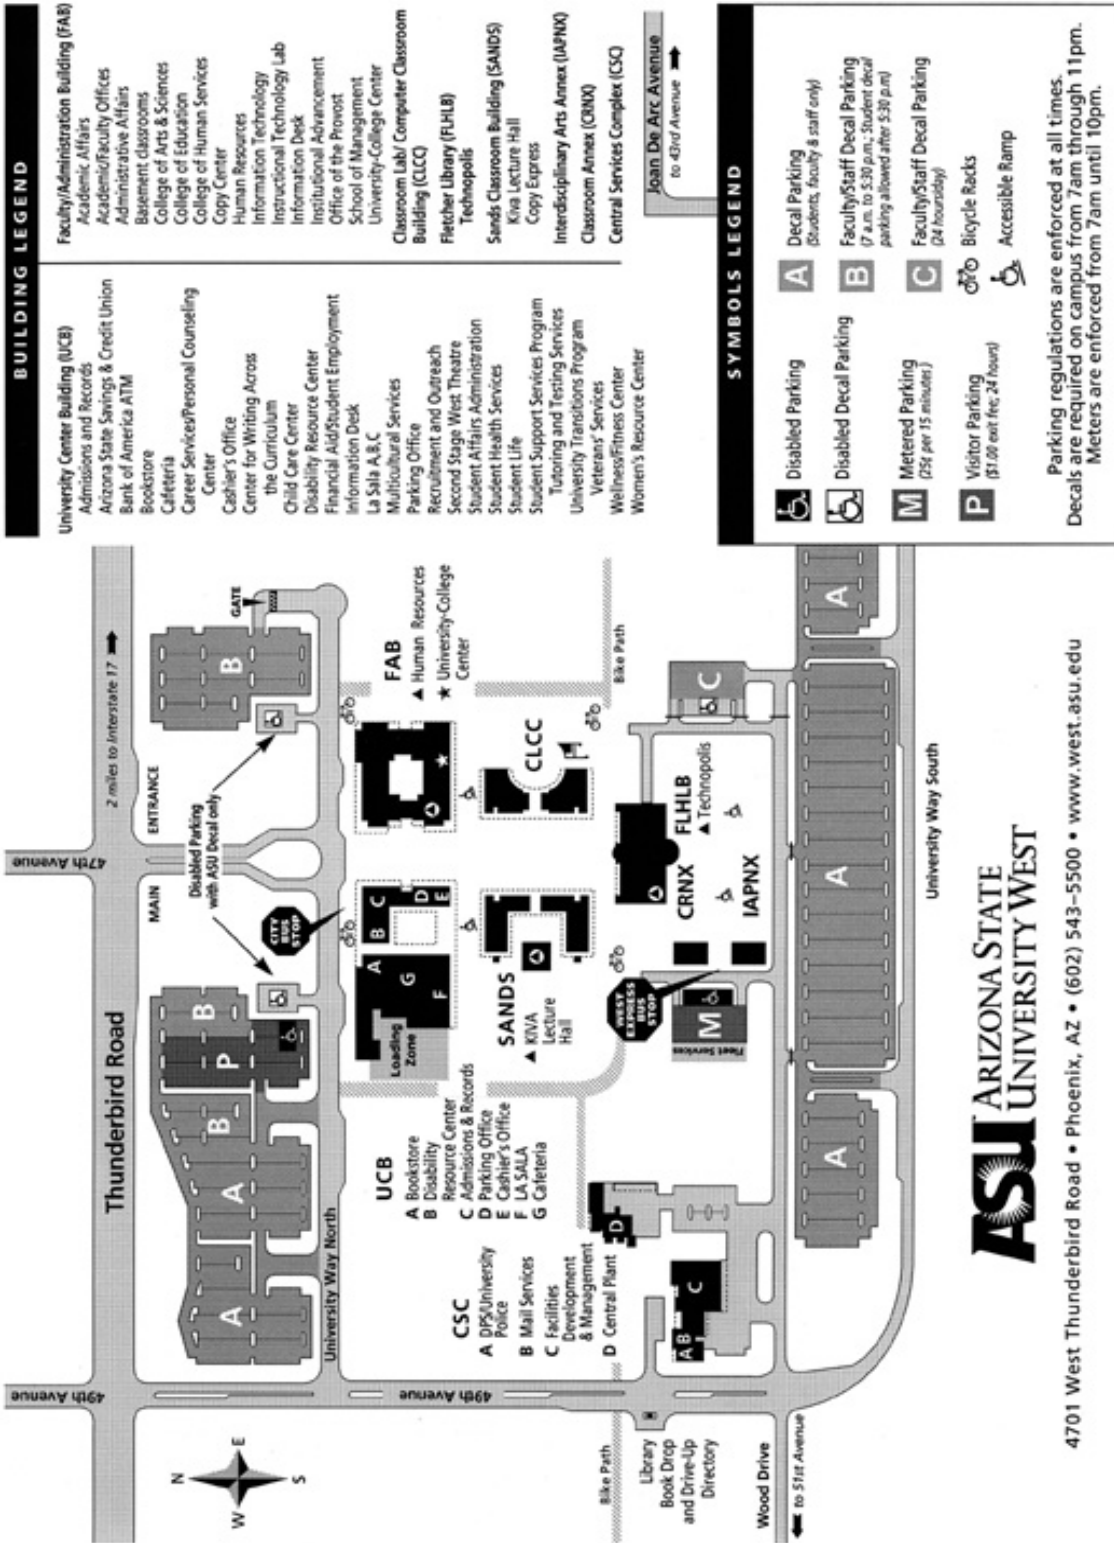 BUILDING LEGEND
University Center Building (UCB)
Admissions and Records
Arizona State Savings & Credit Union
Bank of America ATM
Bookstore
Cafeteria
Career Services/Personal Counseling
Center
Cashier's Office
Center for Writing Across
the Curriculum
Child Care Center
Disability Resource Center
Financial Aid/Student Employment
Information Desk
La Sala A,B,C
Multicultural Services
Parking Office
Recruitment and Outreach
Second Stage West Theatre
Student Affairs Administration
Student Health Services
Student Life
Student Support Services Program
Tutoring and Testing Services
University Transitions Program
Veterans' Services
Wellness/Fitness Center
Women's Resource Center
Faculty/Administration Building (FAB)
Academic Affairs
Academic/Faculty Offices
Administrative Affairs
Basement classrooms
College of Arts & Sciences
College of Education
College of Human Services
Copy Center
Human Resources
Information Technology
Instructional Technology Lab
Information Desk
Institutional Advancement
Office of the Provost
School of Management
University-College Center
Classroom Lab/ Computer Classroom
Building (CLCC)
Fletcher Library (FLHLB)
Technopolis
Sands Classroom Building (SANDS)
Kiva Lecture Hall
Copy Express
Interdisciplinary Arts Annex (IAPNX)
Classroom Annex (CRNX)
Central Services Complex (CSC)
Joan De Arc Avenue
to 43rd Avenue
SYMBOLS LEGEND
Disabled Parking
Disabled Decal Parking
M Metered Parking
(25¢ per 15 minutes)
P Visitor Parking
($1.00 exit fee; 24 hours)
A Decal Parking
(Students, faculty & staff only)
B Faculty/Staff Decal Parking
(7 a.m. to 5:30 p.m.; Student decal
parking allowed after 5:30 p.m)
C Faculty/Staff Decal Parking
(24 hours/day)
Bicycle Racks
Accessible Ramp
Parking regulations are enforced at all times.
Decals are required on campus from 7am through 11pm.
Meters are enforced from 7am until 10pm.
N
W
E
S
49th Avenue
Thunderbird Road
47th Avenue
2 miles to Interstate 17
MAIN
ENTRANCE
Disabled Parking
with ASU Decal only
GATE
A
A
B
P
B
B
CITY
BUS
STOP
University Way North
49th Avenue
UCB
A Bookstore
B Disability
Resource Center
C Admissions & Records
D Parking Office
E Cashier's Office
F LA SALA
G Cafeteria
Loading
Zone
A
B
C
D
E
F
G
FAB
Human Resources
University-College
Center
CSC
A DPS/University
Police
B Mail Services
C Facilities
Development
& Management
D Central Plant
SANDS
KIVA
Lecture
Hall
CLCC
Bike Path
Bike Path
D
A B
C
WEST
EXPRESS
BUS
STOP
M
Fleet Services
CRNX
IAPNX
FLHLB
Technopolis
C
Library
Book Drop
and Drive-Up
Directory
Wood Drive
to 51st Avenue
A
A
A
University Way South
ASU ARIZONA STATE
UNIVERSITY WEST
4701 West Thunderbird Road • Phoenix, AZ • (602) 543-5500 • www.west.asu.edu